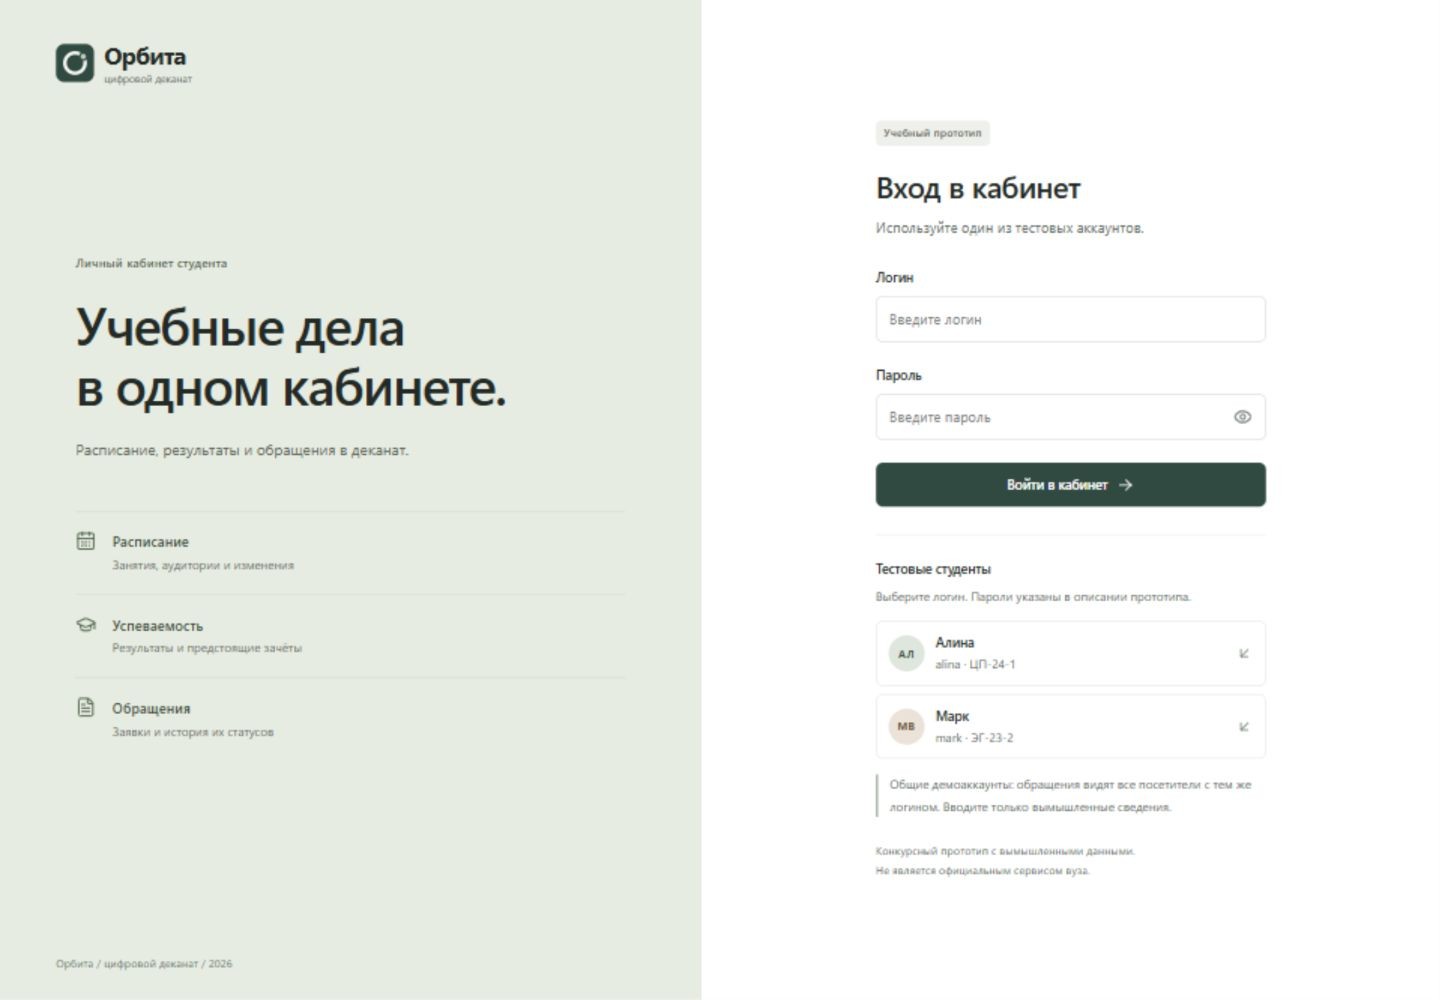 Орбита
цифровой деканат
Личный кабинет студента
Учебные дела
в одном кабинете.
Расписание, результаты и обращения в деканат.
Расписание
Занятия, аудитории и изменения
Успеваемость
Результаты и предстоящие зачёты
Обращения
Заявки и история их статусов
Орбита / цифровой деканат / 2026
Учебный прототип
Вход в кабинет
Используйте один из тестовых аккаунтов.
Логин
Введите логин
Пароль
Введите пароль
Войти в кабинет →
Тестовые студенты
Выберите логин. Пароли указаны в описании прототипа.
АЛ
Алина
alina · ЦП-24-1
МВ
Марк
mark · ЭГ-23-2
Общие демоаккаунты: обращения видят все посетители с тем же
логином. Вводите только вымышленные сведения.
Конкурсный прототип с вымышленными данными.
Не является официальным сервисом вуза.